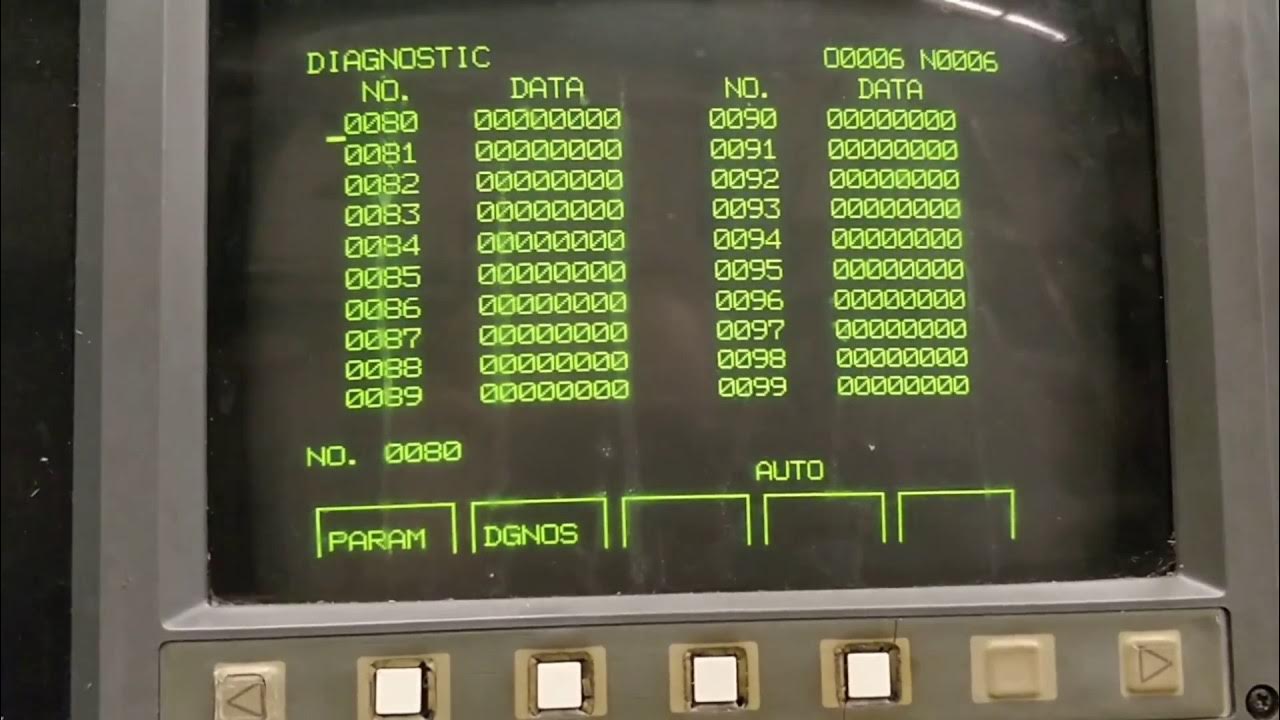 DIAGNOSTIC O0006 N0006
NO. DATA NO. DATA
0080 00000000 0090 00000000
0081 00000000 0091 00000000
0082 00000000 0092 00000000
0083 00000000 0093 00000000
0084 00000000 0094 00000000
0085 00000000 0095 00000000
0086 00000000 0096 00000000
0087 00000000 0097 00000000
0088 00000000 0098 00000000
0089 00000000 0099 00000000
NO. 0080
AUTO
PARAM DGNOS